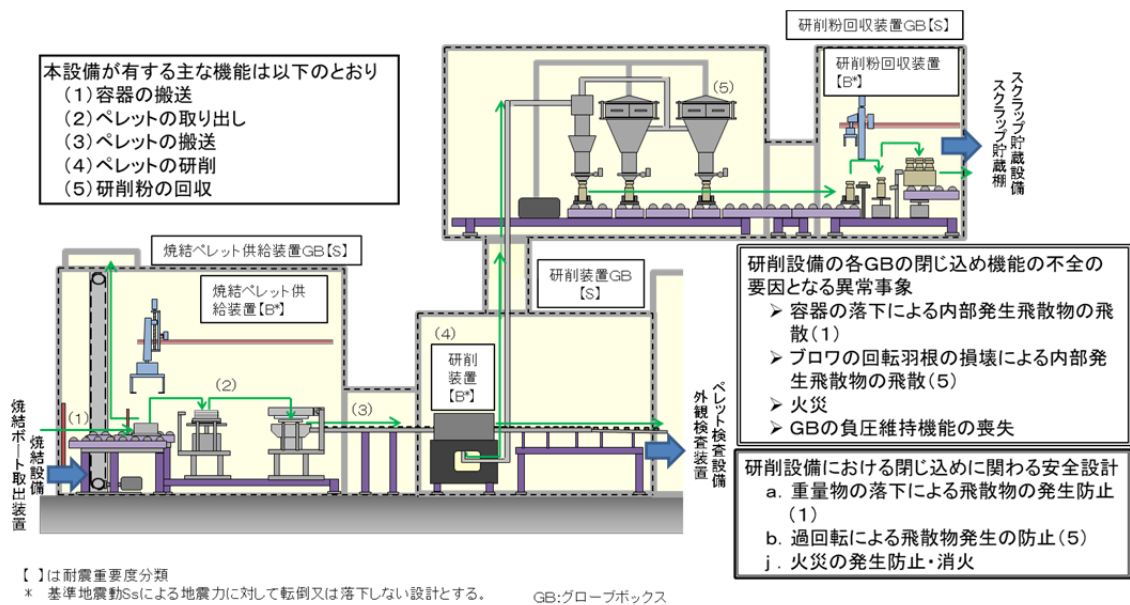 本設備が有する主な機能は以下のとおり
(1)容器の搬送
(2)ペレットの取り出し
(3)ペレットの搬送
(4)ペレットの研削
(5)研削粉の回収
研削粉回収装置GB【S】
研削粉回収装置
【B*】
(5)
スクラップ貯蔵設備
スクラップ貯蔵棚
焼結ペレット供給装置GB【S】
焼結ペレット供
給装置【B*】
研削装置GB
【S】
(4)
研削
装置
【B*】
(1)
(2)
(3)
焼結設備
焼結ボート取出装置
ペレット検査設備
外観検査装置
研削設備の各GBの閉じ込め機能の不全の
要因となる異常事象
➢ 容器の落下による内部発生飛散物の飛
散(1)
➢ ブロワの回転羽根の損壊による内部発
生飛散物の飛散(5)
➢ 火災
➢ GBの負圧維持機能の喪失
研削設備における閉じ込めに関わる安全設計
a. 重量物の落下による飛散物の発生防止
(1)
b. 過回転による飛散物発生の防止(5)
j. 火災の発生防止・消火
【 】は耐震重要度分類
* 基準地震動Ssによる地震力に対して転倒又は落下しない設計とする。
GB:グローブボックス